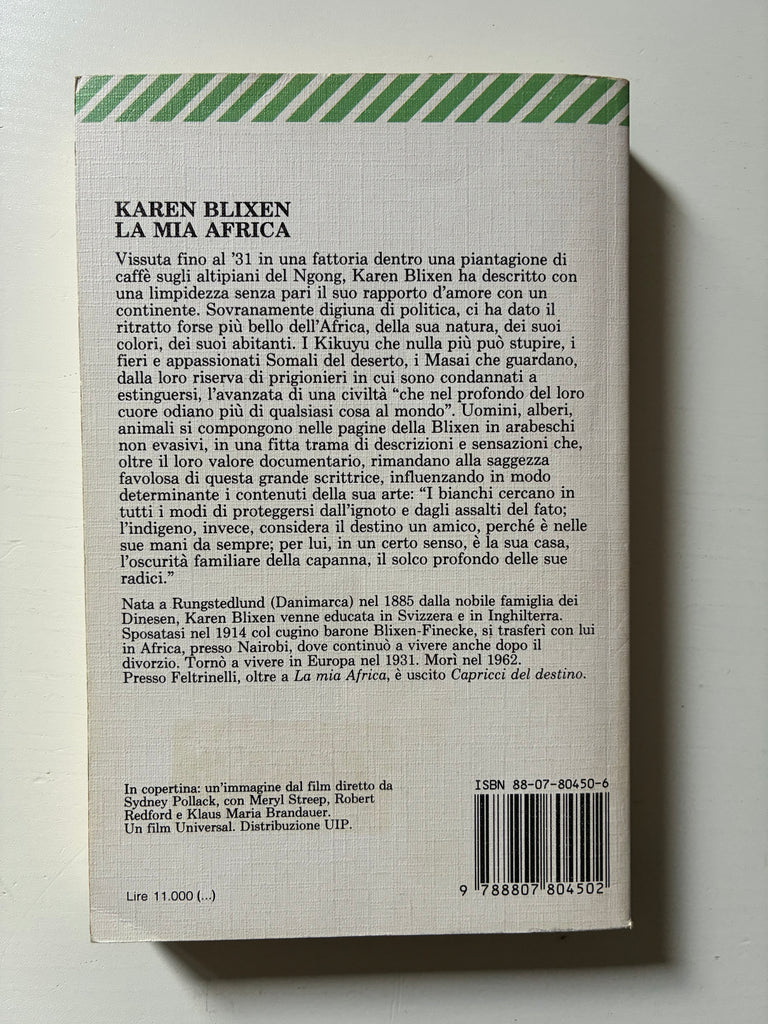 KAREN BLIXEN
LA MIA AFRICA
Vissuta fino al '31 in una fattoria dentro una piantagione di
caffè sugli altipiani del Ngong, Karen Blixen ha descritto con
una limpidezza senza pari il suo rapporto d'amore con un
continente. Sovranamente digiuna di politica, ci ha dato il
ritratto forse più bello dell'Africa, della sua natura, dei suoi
colori, dei suoi abitanti. I Kikuyu che nulla più può stupire, i
fieri e appassionati Somali del deserto, i Masai che guardano,
dalla loro riserva di prigionieri in cui sono condannati a
estinguersi, l'avanzata di una civiltà “che nel profondo del loro
cuore odiano più di qualsiasi cosa al mondo”. Uomini, alberi,
animali si compongono nelle pagine della Blixen in arabeschi
non evasivi, in una fitta trama di descrizioni e sensazioni che,
oltre il loro valore documentario, rimandano alla saggezza
favolosa di questa grande scrittrice, influenzando in modo
determinante i contenuti della sua arte: “I bianchi cercano in
tutti i modi di proteggersi dall'ignoto e dagli assalti del fato;
l'indigeno, invece, considera il destino un amico, perché è nelle
sue mani da sempre; per lui, in un certo senso, è la sua casa,
l'oscurità familiare della capanna, il solco profondo delle sue
radici.”
Nata a Rungstedlund (Danimarca) nel 1885 dalla nobile famiglia dei
Dinesen, Karen Blixen venne educata in Svizzera e in Inghilterra.
Sposatasi nel 1914 col cugino barone Blixen-Finecke, si trasferì con lui
in Africa, presso Nairobi, dove continuò a vivere anche dopo il
divorzio. Tornò a vivere in Europa nel 1931. Morì nel 1962.
Presso Feltrinelli, oltre a La mia Africa, è uscito Capricci del destino.
In copertina: un'immagine dal film diretto da
Sydney Pollack, con Meryl Streep, Robert
Redford e Klaus Maria Brandauer.
Un film Universal. Distribuzione UIP.
ISBN 88-07-80450-6
9 788807 804502
Lire 11.000 (...)